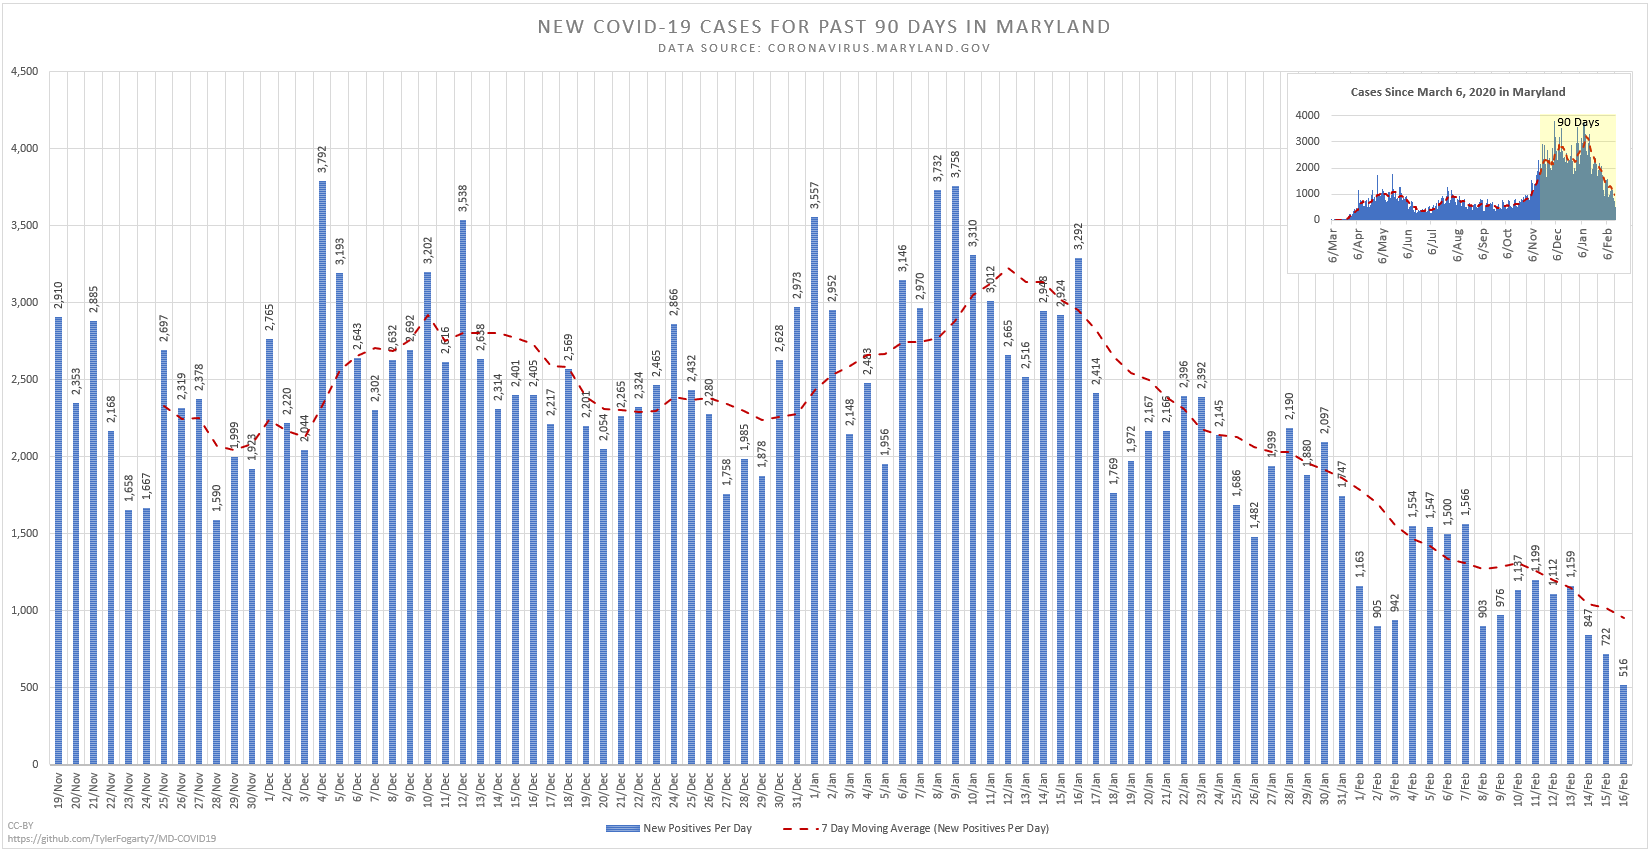 NEW COVID-19 CASES FOR PAST 90 DAYS IN MARYLAND
DATA SOURCE: CORONAVIRUS.MARYLAND.GOV
4,500
4,000
3,500
3,000
2,500
2,000
1,500
1,000
500
0
2,910
2,353
2,885
2,168
1,658
1,667
2,697
2,319
2,378
1,590
1,999
1,923
2,765
2,220
2,044
3,792
3,193
2,643
2,302
2,632
2,692
3,202
2,616
3,538
2,638
2,314
2,401
2,405
2,217
2,569
2,201
2,054
2,265
2,324
2,465
2,866
2,432
2,280
1,758
1,985
1,878
2,628
2,973
3,557
2,952
2,148
2,483
1,956
3,146
2,970
3,732
3,758
3,310
3,012
2,665
2,516
2,948
2,924
3,292
2,414
1,769
1,972
2,167
2,166
2,396
2,392
2,145
1,686
1,482
1,939
2,190
1,880
2,097
1,747
1,163
905
942
1,554
1,547
1,500
1,566
903
976
1,137
1,199
1,112
1,159
847
722
516
19/Nov
20/Nov
21/Nov
22/Nov
23/Nov
24/Nov
25/Nov
26/Nov
27/Nov
28/Nov
29/Nov
30/Nov
1/Dec
2/Dec
3/Dec
4/Dec
5/Dec
6/Dec
7/Dec
8/Dec
9/Dec
10/Dec
11/Dec
12/Dec
13/Dec
14/Dec
15/Dec
16/Dec
17/Dec
18/Dec
19/Dec
20/Dec
21/Dec
22/Dec
23/Dec
24/Dec
25/Dec
26/Dec
27/Dec
28/Dec
29/Dec
30/Dec
31/Dec
1/Jan
2/Jan
3/Jan
4/Jan
5/Jan
6/Jan
7/Jan
8/Jan
9/Jan
10/Jan
11/Jan
12/Jan
13/Jan
14/Jan
15/Jan
16/Jan
17/Jan
18/Jan
19/Jan
20/Jan
21/Jan
22/Jan
23/Jan
24/Jan
25/Jan
26/Jan
27/Jan
28/Jan
29/Jan
30/Jan
31/Jan
1/Feb
2/Feb
3/Feb
4/Feb
5/Feb
6/Feb
7/Feb
8/Feb
9/Feb
10/Feb
11/Feb
12/Feb
13/Feb
14/Feb
15/Feb
16/Feb
Cases Since March 6, 2020 in Maryland
90 Days
4000
3000
2000
1000
0
6/Mar
6/Apr
6/May
6/Jun
6/Jul
6/Aug
6/Sep
6/Oct
6/Nov
6/Dec
6/Jan
6/Feb
New Positives Per Day
7 Day Moving Average (New Positives Per Day)
CC-BY
https://github.com/TylerFogarty7/MD-COVID19